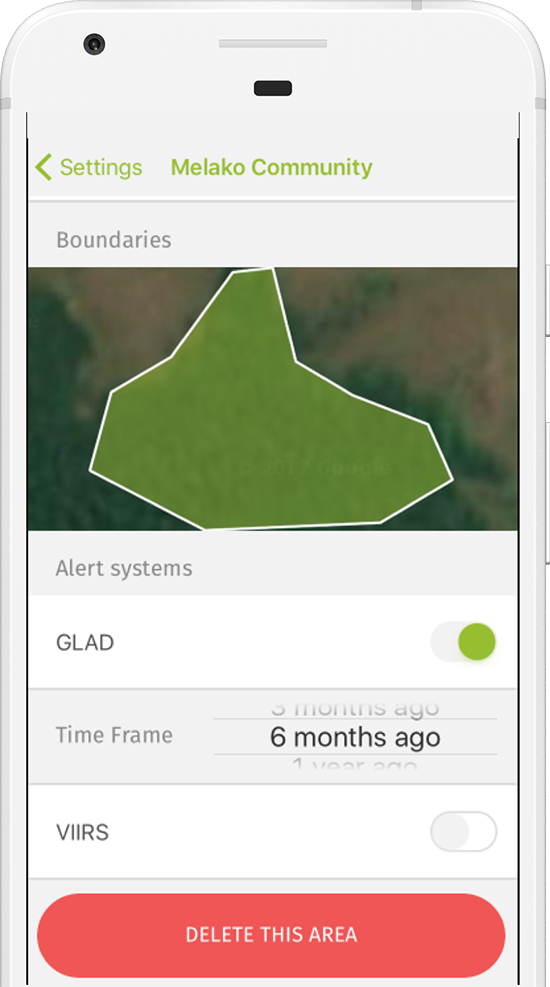 Settings Melako Community
Boundaries
© 2017 Google
Alert systems
GLAD
3 months ago
Time Frame 6 months ago
1 year ago
VIIRS
DELETE THIS AREA